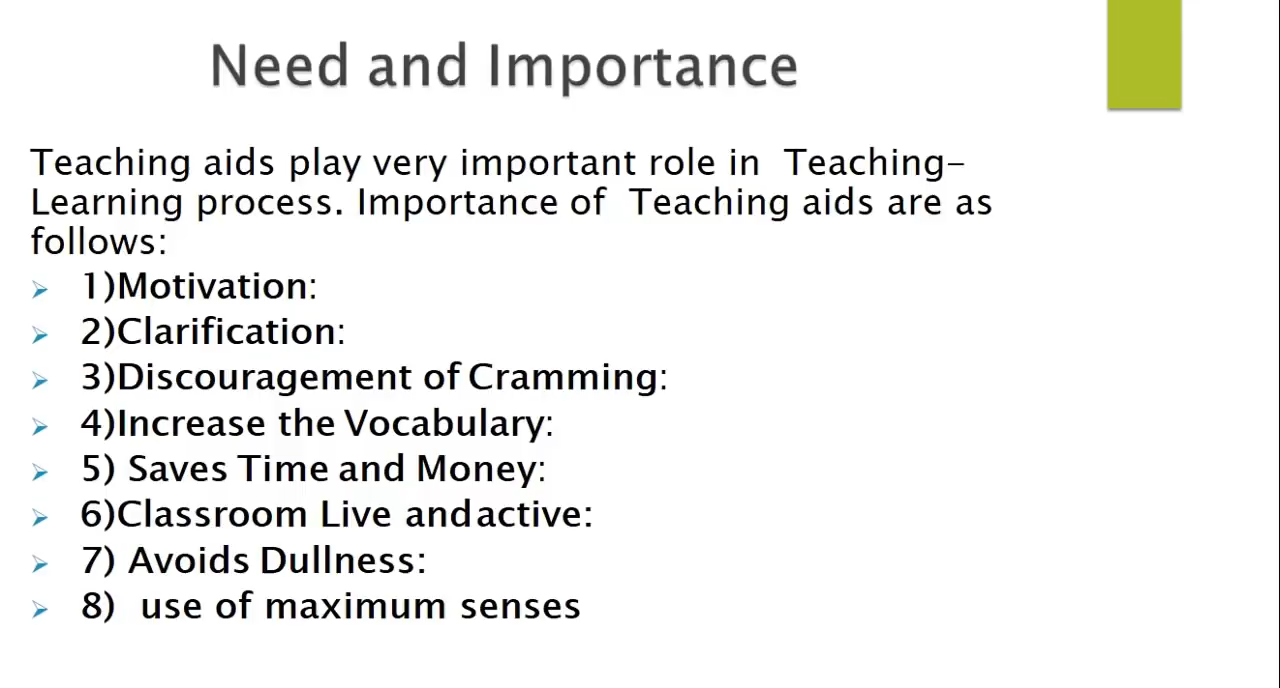 Need and Importance
Teaching aids play very important role in  Teaching-
Learning process. Importance of  Teaching aids are as
follows:
➢ 1)Motivation:
➢ 2)Clarification:
➢ 3)Discouragement of Cramming:
➢ 4)Increase the Vocabulary:
➢ 5) Saves Time and Money:
➢ 6)Classroom Live and active:
➢ 7) Avoids Dullness:
➢ 8)  use of maximum senses